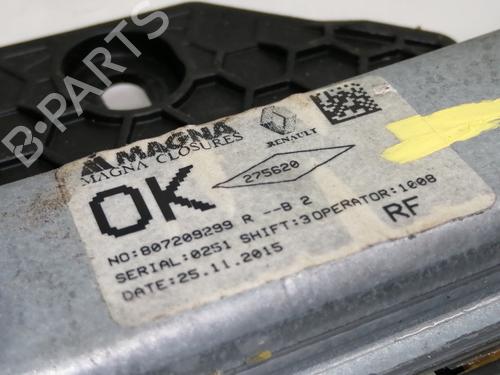 B-PARTS
MAGNA
MAGNA CLOSURES
RENAULT
OK
275620
NO:807209299 R --B 2
SERIAL:0251 SHIFT:3 OPERATOR:1008
DATE:25.11.2015
RF